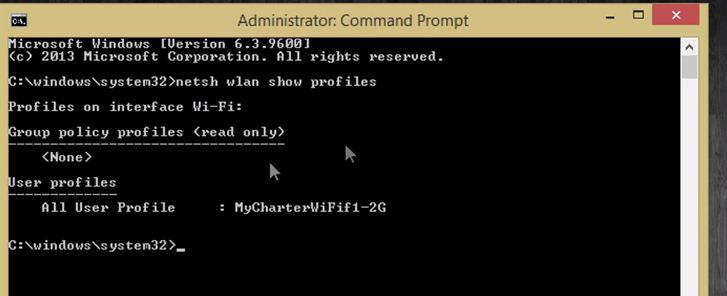 Administrator: Command Prompt
Microsoft Windows [Version 6.3.9600]
(c) 2013 Microsoft Corporation. All rights reserved.
C:\windows\system32>netsh wlan show profiles
Profiles on interface Wi-Fi:
Group policy profiles (read only)
---------------------------------
<None>
User profiles
-------------
All User Profile : MyCharterWiFif1-2G
C:\windows\system32>_